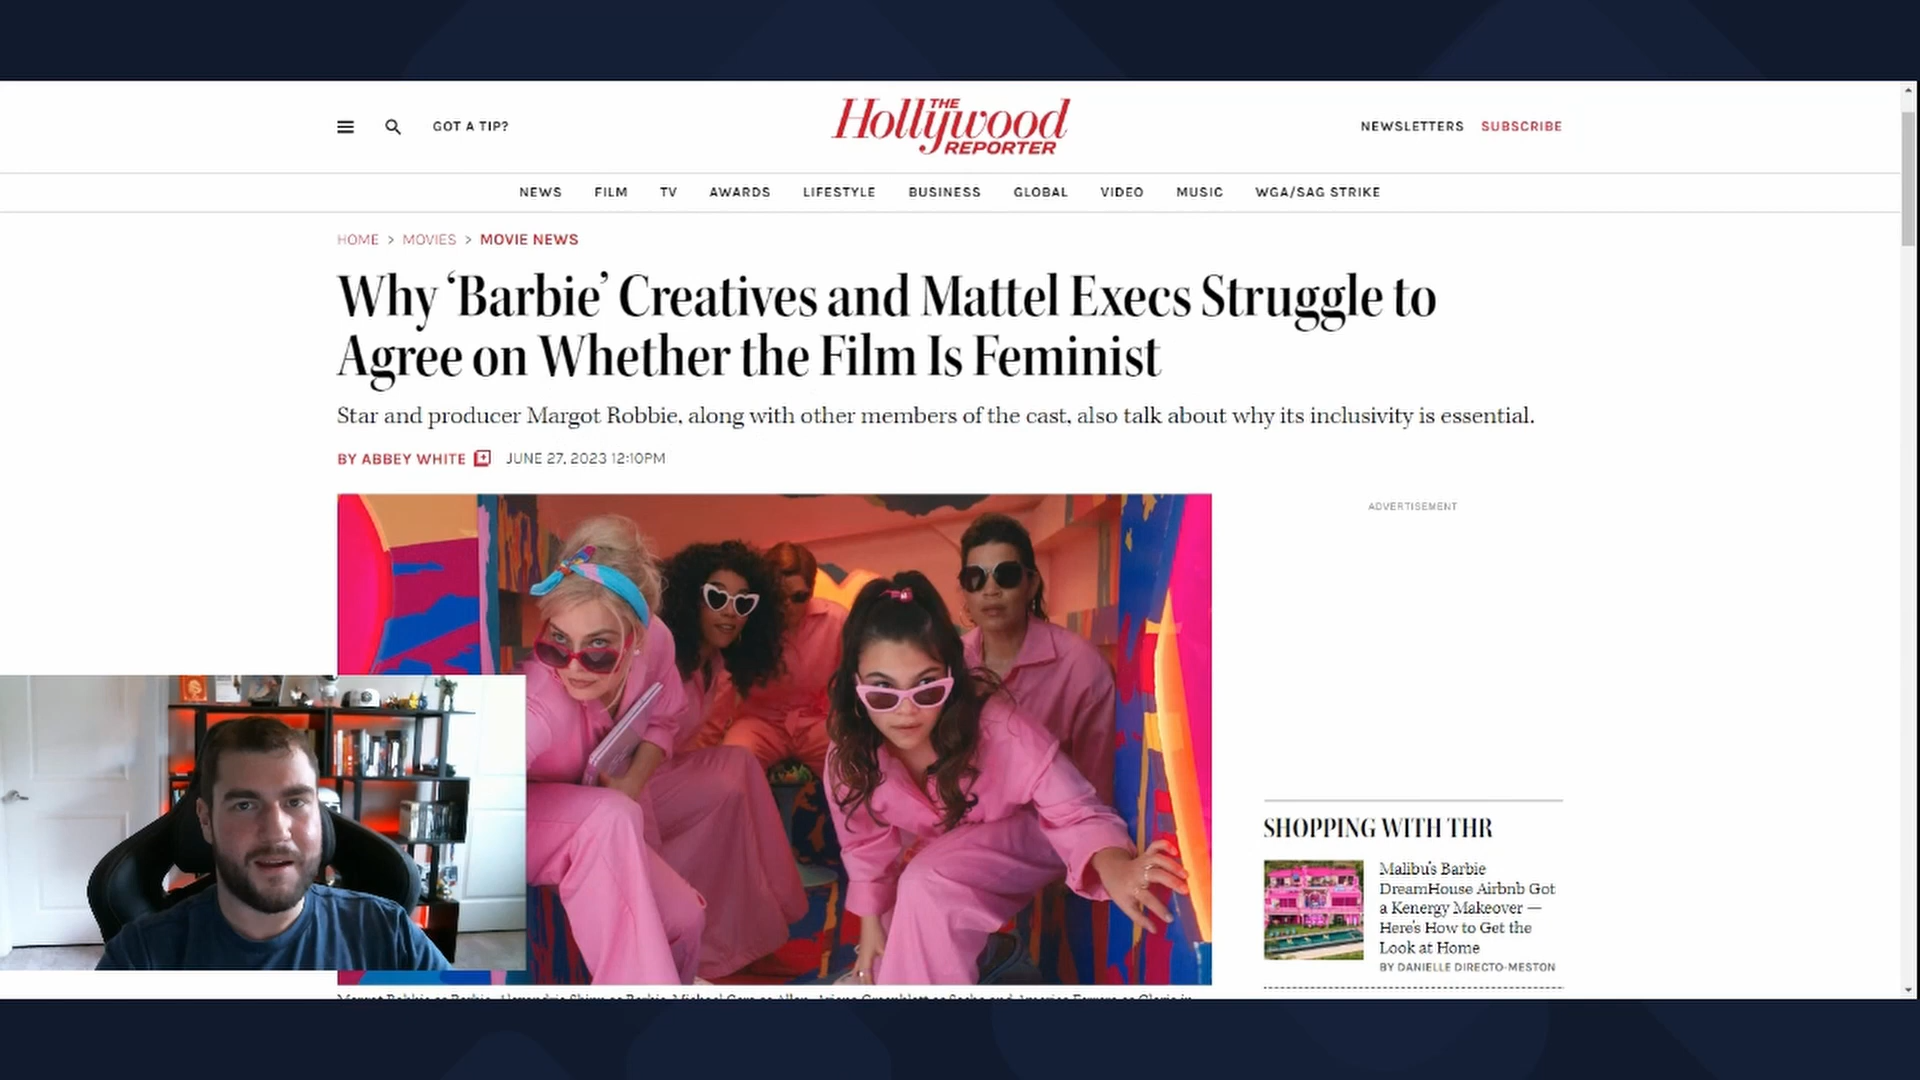 GOT A TIP?
THE
Hollywood
REPORTER
NEWSLETTERS SUBSCRIBE
NEWS FILM TV AWARDS LIFESTYLE BUSINESS GLOBAL VIDEO MUSIC WGA/SAG STRIKE
HOME > MOVIES > MOVIE NEWS
Why ‘Barbie’ Creatives and Mattel Execs Struggle to
Agree on Whether the Film Is Feminist
Star and producer Margot Robbie, along with other members of the cast, also talk about why its inclusivity is essential.
BY ABBEY WHITE JUNE 27, 2023 12:10PM
ADVERTISEMENT
SHOPPING WITH THR
Malibu's Barbie
DreamHouse Airbnb Got
a Kenergy Makeover —
Here's How to Get the
Look at Home
BY DANIELLE DIRECTO-MESTON